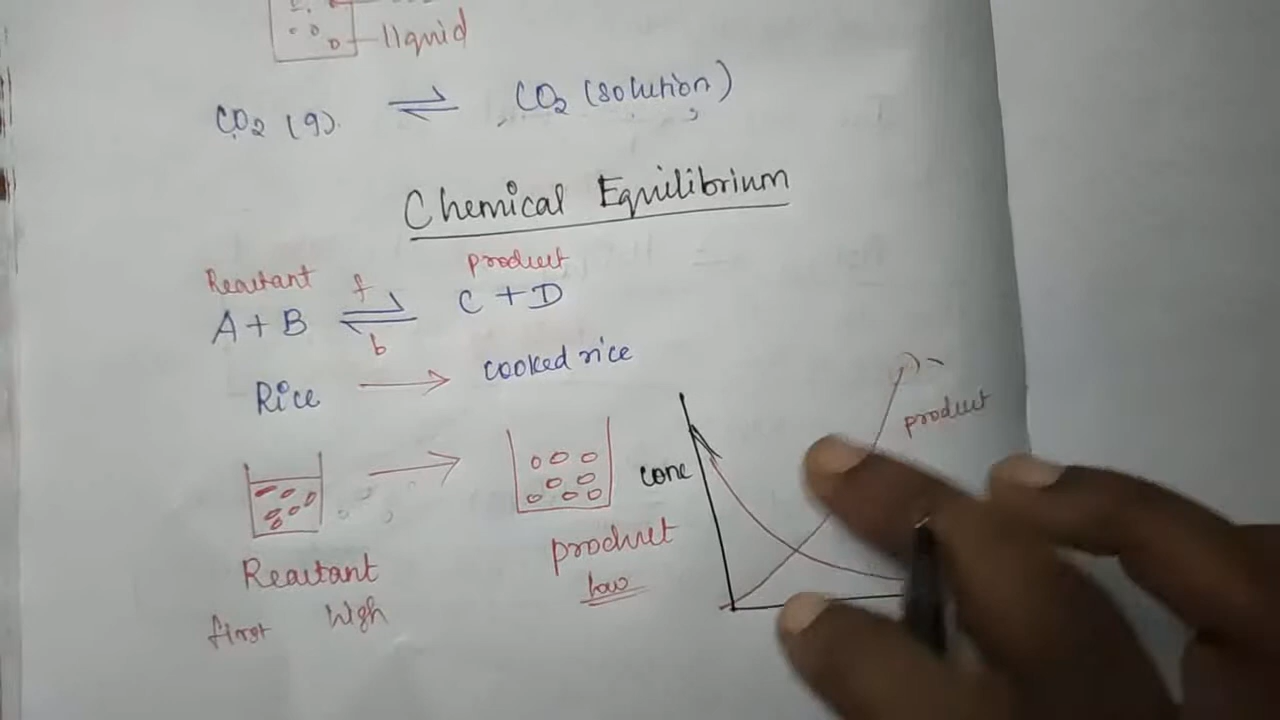 liquid
CO2 (g) ⇌ CO2 (solution)
Chemical Equilibrium
Reactant f product
A + B ⇌ C + D
b
Rice → cooked rice
product
conc
Reactant → product
first High low